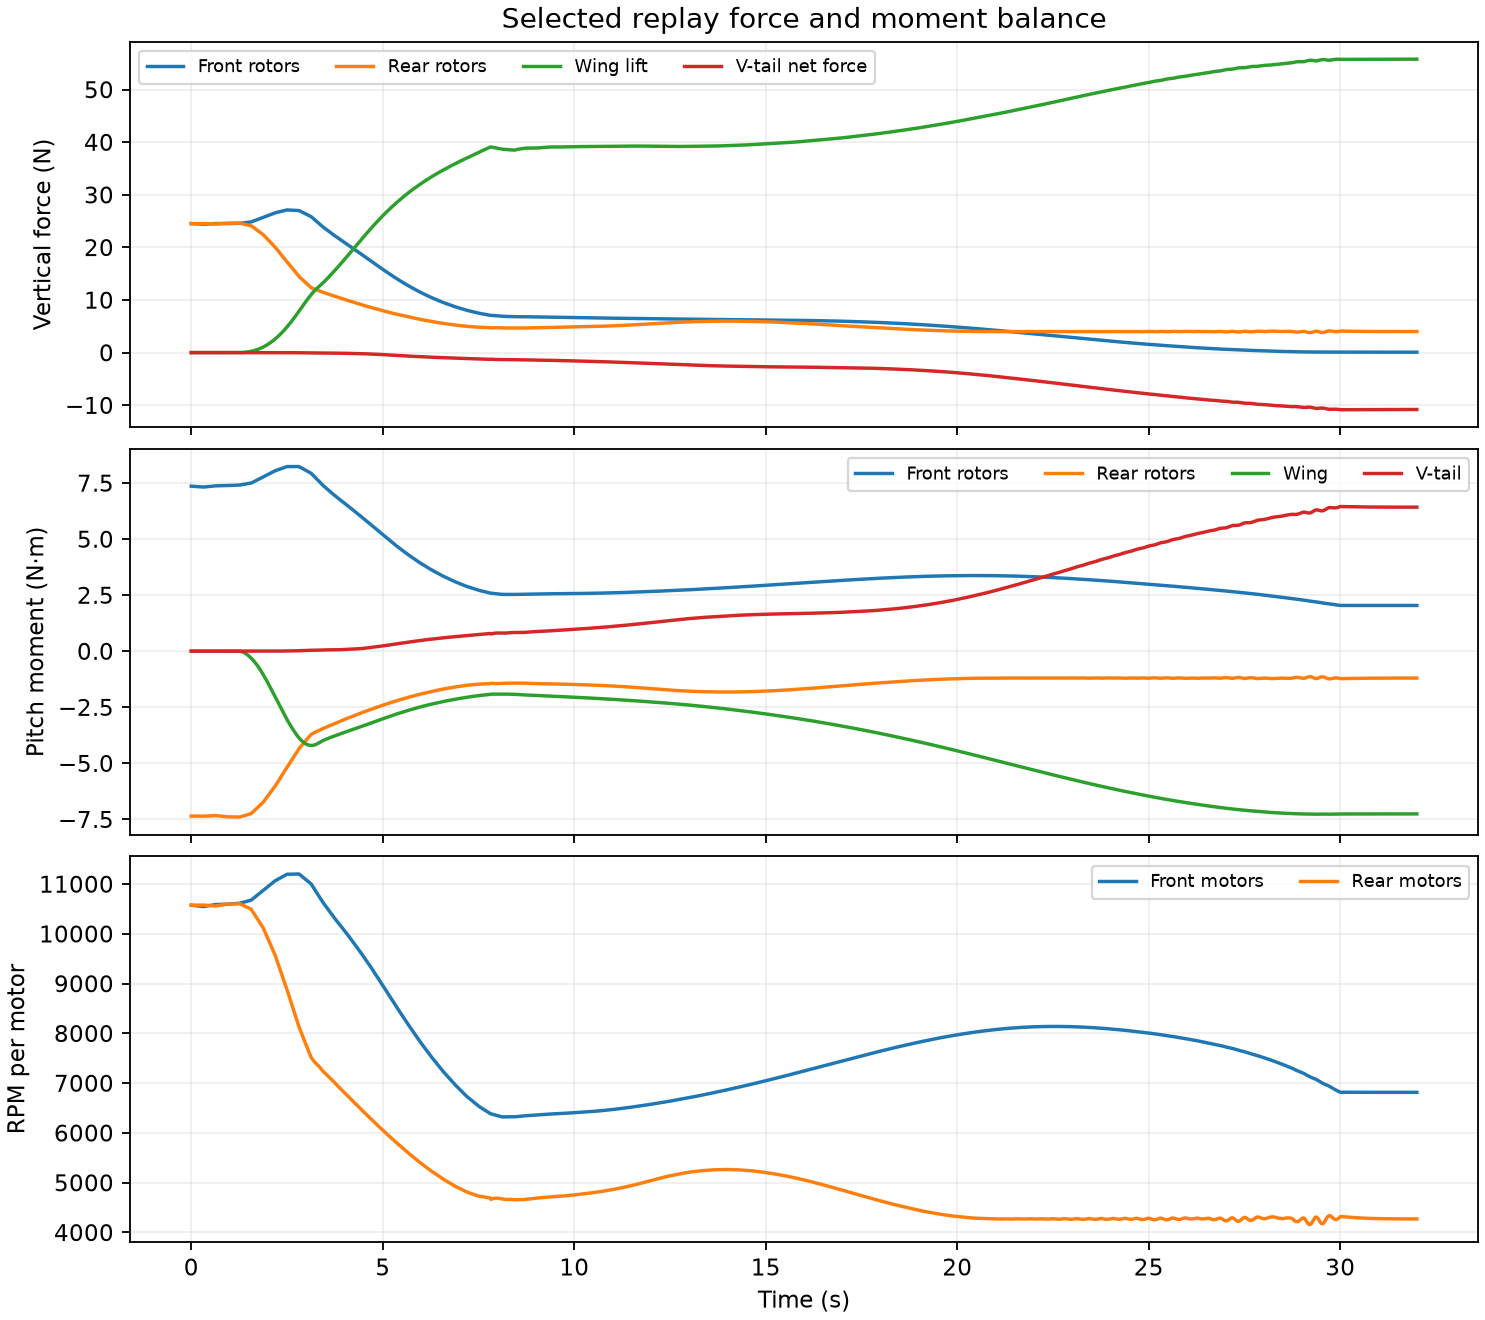 Selected replay force and moment balance
Front rotors Rear rotors Wing lift V-tail net force
Vertical force (N)
50
40
30
20
10
0
−10
Front rotors Rear rotors Wing V-tail
Pitch moment (N·m)
7.5
5.0
2.5
0.0
−2.5
−5.0
−7.5
Front motors Rear motors
RPM per motor
11000
10000
9000
8000
7000
6000
5000
4000
0 5 10 15 20 25 30
Time (s)